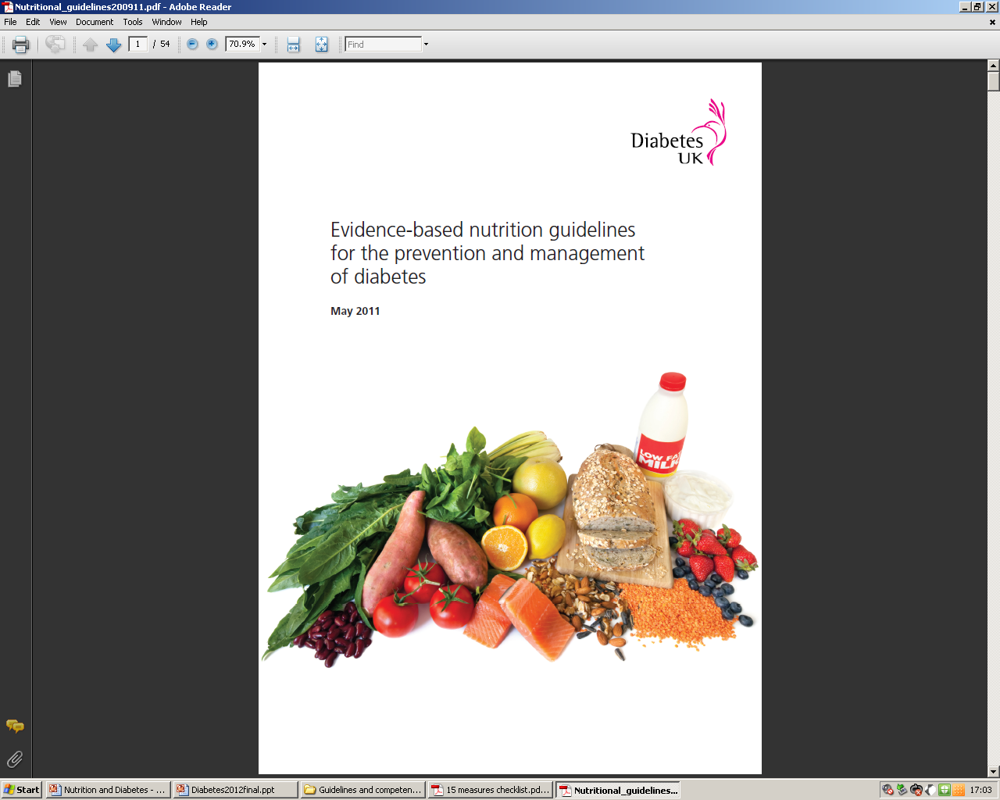 Nutritional_guidelines200911.pdf - Adobe Reader
File Edit View Document Tools Window Help
1 / 54 70.9% Find
Diabetes
UK
Evidence-based nutrition guidelines
for the prevention and management
of diabetes
May 2011
LOW FAT
MILK
Start Nutrition and Diabetes - ... Diabetes2012final.ppt Guidelines and competen... 15 measures checklist.pd... Nutritional_guidelines... 17:03